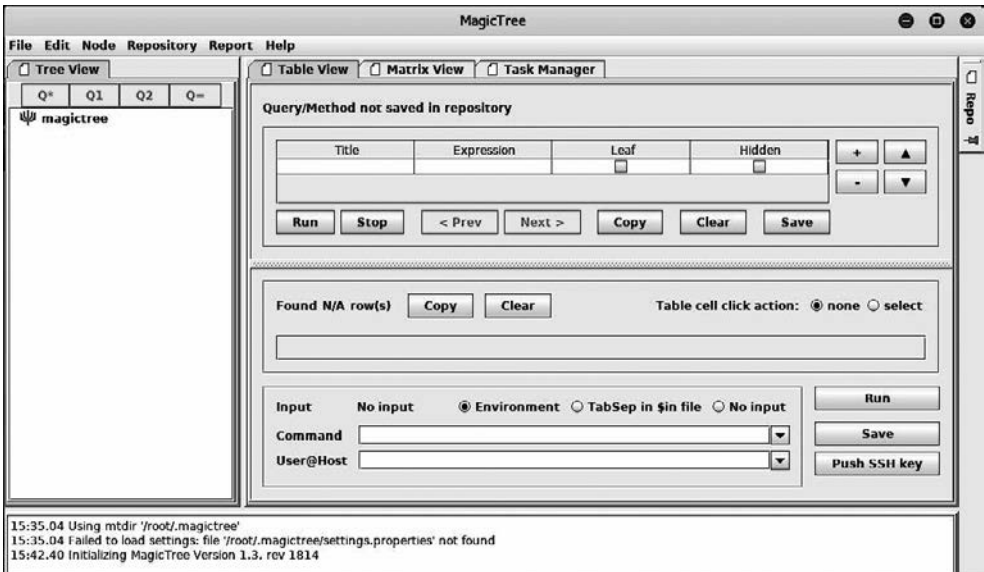 MagicTree
File Edit Node Repository Report Help
Tree View
Q* Q1 Q2 Q=
magictree
Table View Matrix View Task Manager
Query/Method not saved in repository
Title Expression Leaf Hidden
+ ▲
- ▼
Run Stop < Prev Next > Copy Clear Save
Found N/A row(s) Copy Clear Table cell click action: none select
Input No input Environment TabSep in $in file No input
Command
User@Host
Run
Save
Push SSH key
Repo
15:35.04 Using mtdir '/root/.magictree'
15:35.04 Failed to load settings: file '/root/.magictree/settings.properties' not found
15:42.40 Initializing MagicTree Version 1.3, rev 1814